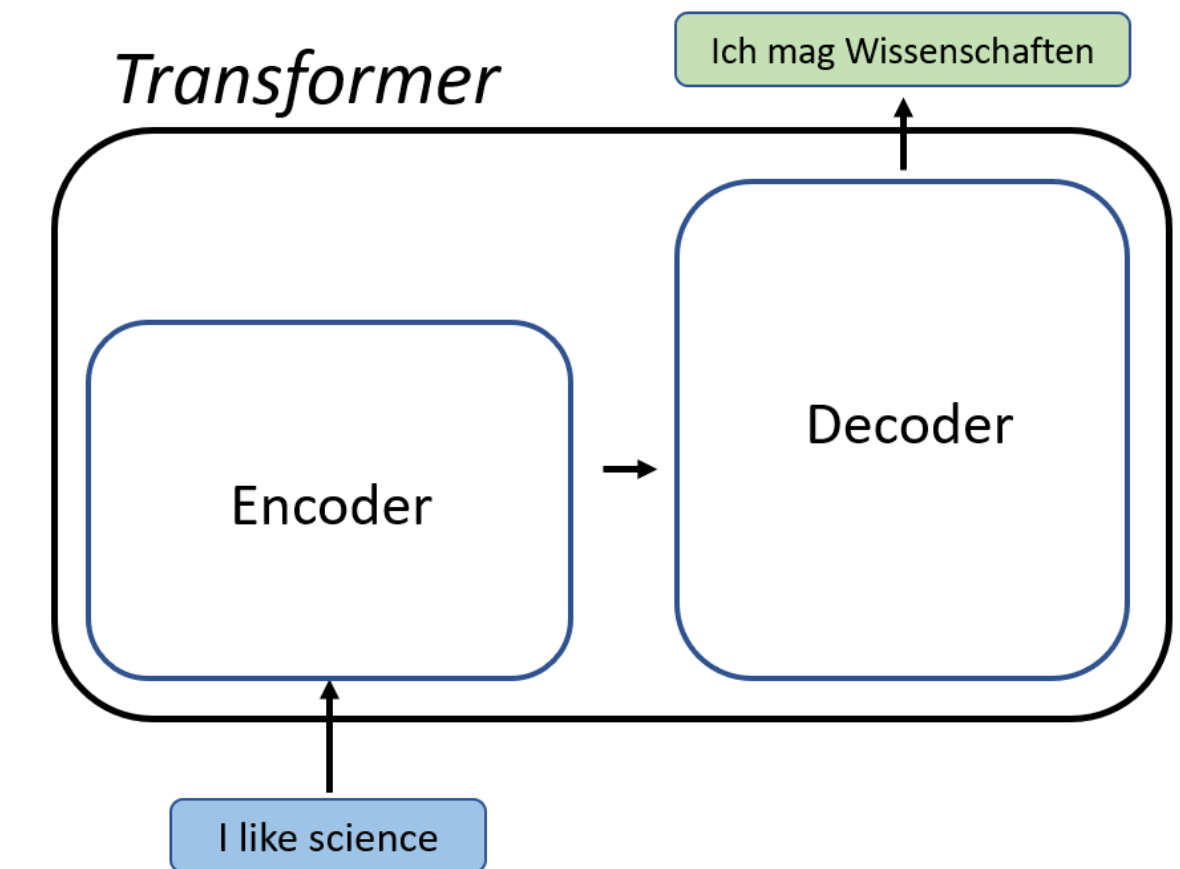 Transformer
Ich mag Wissenschaften
Encoder
Decoder
I like science